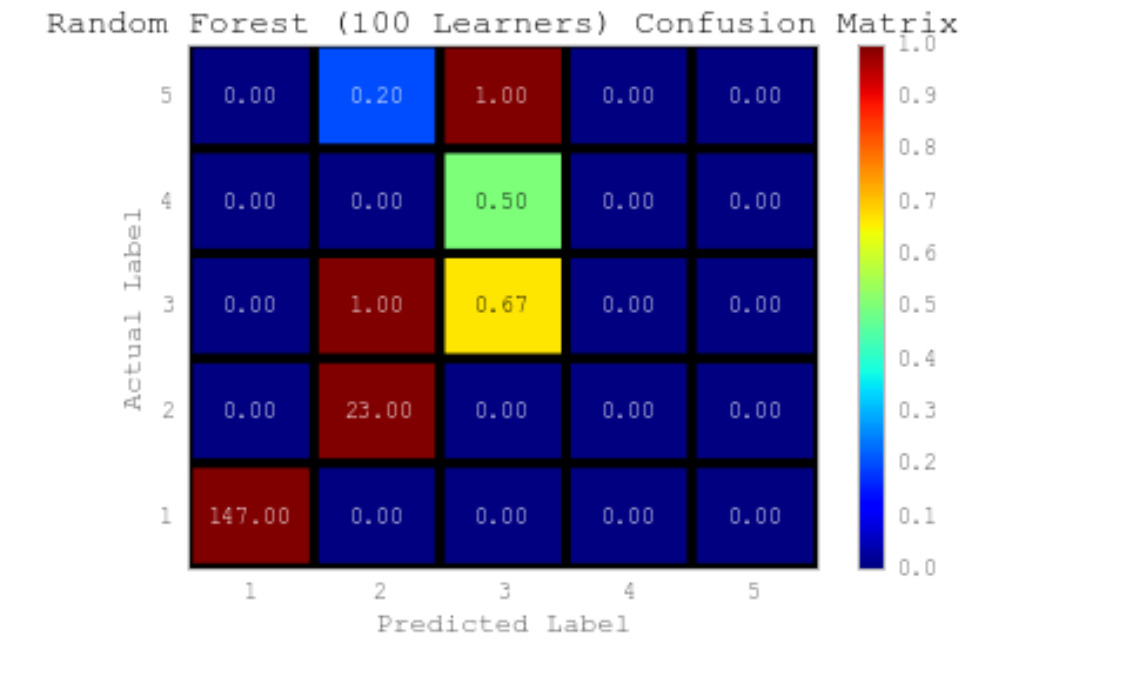 Random Forest (100 Learners) Confusion Matrix
1.0
5 0.00 0.20 1.00 0.00 0.00
0.9
0.8
4 0.00 0.00 0.50 0.00 0.00
0.7
0.6
Actual Label
3 0.00 1.00 0.67 0.00 0.00
0.5
0.4
2 0.00 23.00 0.00 0.00 0.00
0.3
0.2
1 147.00 0.00 0.00 0.00 0.00
0.1
0.0
1 2 3 4 5
Predicted Label